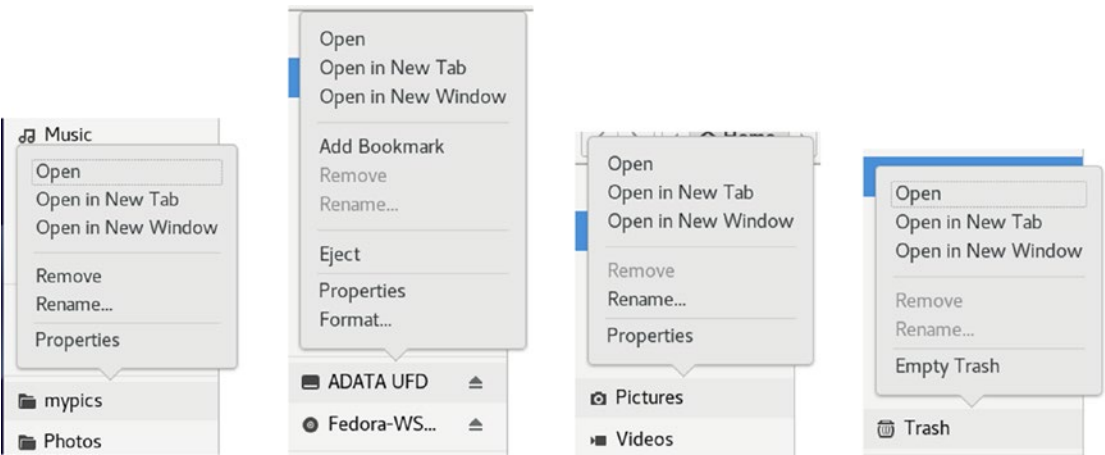 Music
Open
Open in New Tab
Open in New Window
Remove
Rename...
Properties
mypics
Photos
Open
Open in New Tab
Open in New Window
Add Bookmark
Remove
Rename...
Eject
Properties
Format...
ADATA UFD
Fedora-WS...
Home
Open
Open in New Tab
Open in New Window
Remove
Rename...
Properties
Pictures
Videos
Open
Open in New Tab
Open in New Window
Remove
Rename...
Empty Trash
Trash